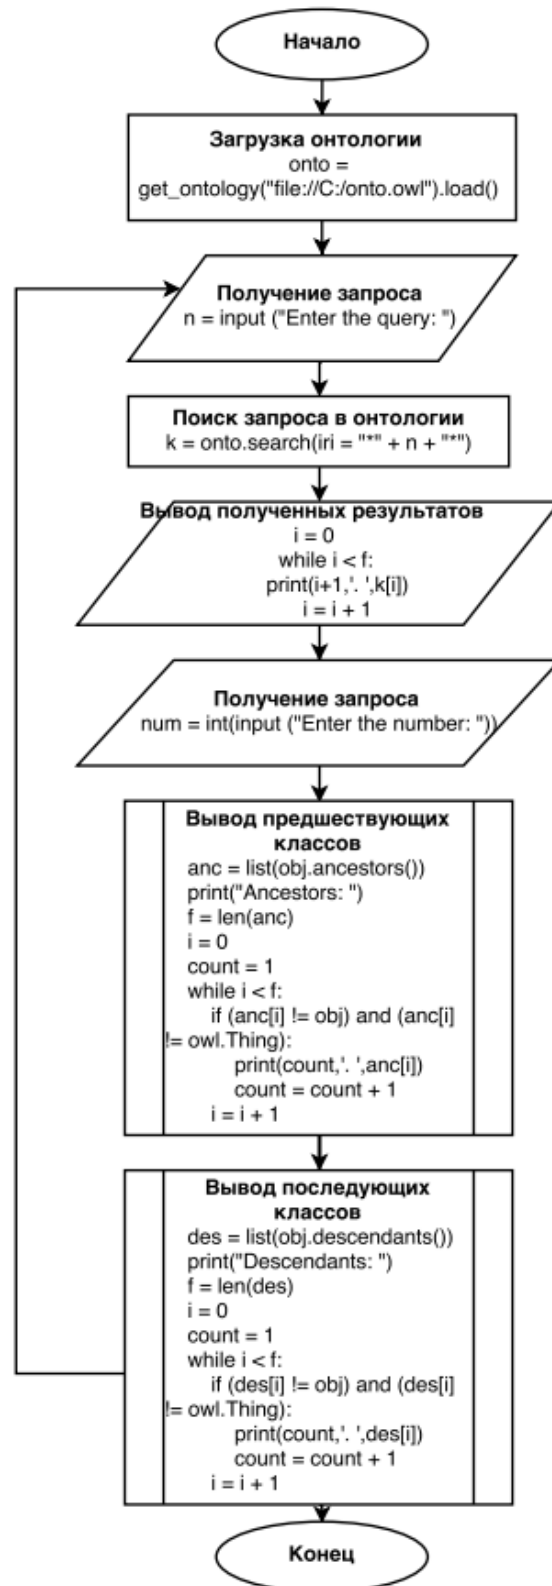 Начало
Загрузка онтологии
onto =
get_ontology("file://C:/onto.owl").load()
Получение запроса
n = input ("Enter the query: ")
Поиск запроса в онтологии
k = onto.search(iri = "*" + n + "*")
Вывод полученных результатов
i = 0
while i < f:
print(i+1,'. ',k[i])
i = i + 1
Получение запроса
num = int(input ("Enter the number: "))
Вывод предшествующих
классов
anc = list(obj.ancestors())
print("Ancestors: ")
f = len(anc)
i = 0
count = 1
while i < f:
if (anc[i] != obj) and (anc[i]
!= owl.Thing):
print(count,'. ',anc[i])
count = count + 1
i = i + 1
Вывод последующих
классов
des = list(obj.descendants())
print("Descendants: ")
f = len(des)
i = 0
count = 1
while i < f:
if (des[i] != obj) and (des[i]
!= owl.Thing):
print(count,'. ',des[i])
count = count + 1
i = i + 1
Конец